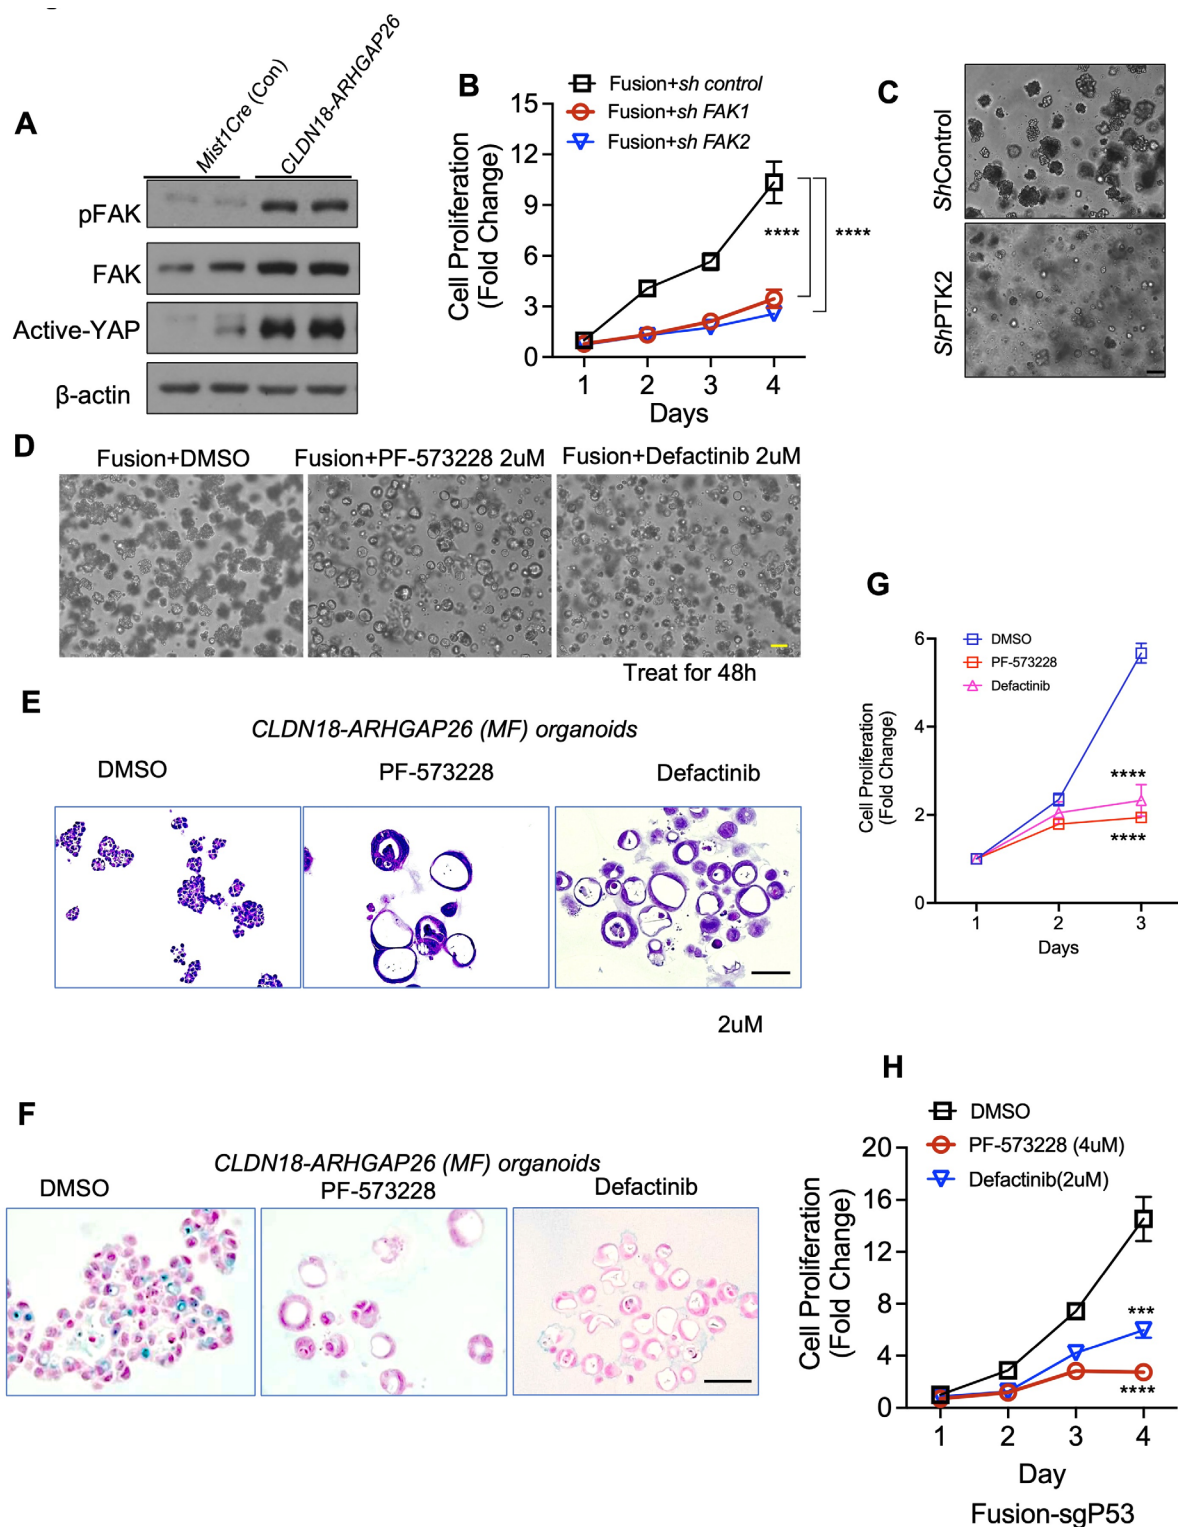 A
Mist1Cre (Con)
CLDN18-ARHGAP26
pFAK
FAK
Active-YAP
β-actin
B
Fusion+sh control
Fusion+sh FAK1
Fusion+sh FAK2
Cell Proliferation
(Fold Change)
15
12
9
6
3
0
****
****
1 2 3 4
Days
C
ShControl
ShPTK2
D
Fusion+DMSO
Fusion+PF-573228 2uM
Fusion+Defactinib 2uM
Treat for 48h
E
CLDN18-ARHGAP26 (MF) organoids
DMSO
PF-573228
Defactinib
2uM
F
CLDN18-ARHGAP26 (MF) organoids
DMSO
PF-573228
Defactinib
G
DMSO
PF-573228
Defactinib
Cell Proliferation
(Fold Change)
6
4
2
0
****
****
1 2 3
Days
H
DMSO
PF-573228 (4uM)
Defactinib(2uM)
Cell Proliferation
(Fold Change)
20
16
12
8
4
0
***
****
1 2 3 4
Day
Fusion-sgP53